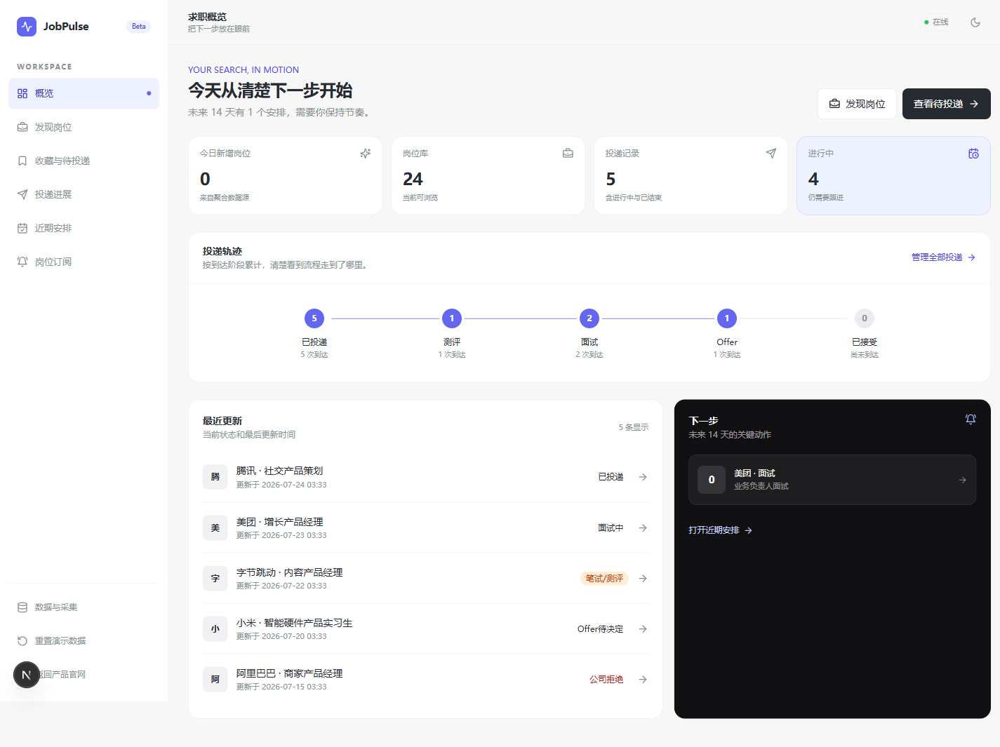 JobPulse
Beta
WORKSPACE
概览
发现岗位
收藏与待投递
投递进展
近期安排
岗位订阅
数据与采集
重置演示数据
N
返回产品官网
求职概览
把下一步放在眼前
在线
YOUR SEARCH, IN MOTION
今天从清楚下一步开始
未来 14 天有 1 个安排，需要你保持节奏。
发现岗位
查看待投递
今日新增岗位
0
来自聚合数据源
岗位库
24
当前可浏览
投递记录
5
含进行中与已结束
进行中
4
仍需要跟进
投递轨迹
按到达阶段累计，清楚看到流程走到了哪里。
管理全部投递
5
已投递
5 次到达
1
测评
1 次到达
2
面试
2 次到达
1
Offer
1 次到达
0
已接受
尚未到达
最近更新
当前状态和最后更新时间
5 条显示
腾
腾讯 · 社交产品策划
更新于 2026-07-24 03:33
已投递
美
美团 · 增长产品经理
更新于 2026-07-23 03:33
面试中
字
字节跳动 · 内容产品经理
更新于 2026-07-22 03:33
笔试/测评
小
小米 · 智能硬件产品实习生
更新于 2026-07-20 03:33
Offer待决定
阿
阿里巴巴 · 商家产品经理
更新于 2026-07-15 03:33
公司拒绝
下一步
未来 14 天的关键动作
0
美团 · 面试
业务负责人面试
打开近期安排